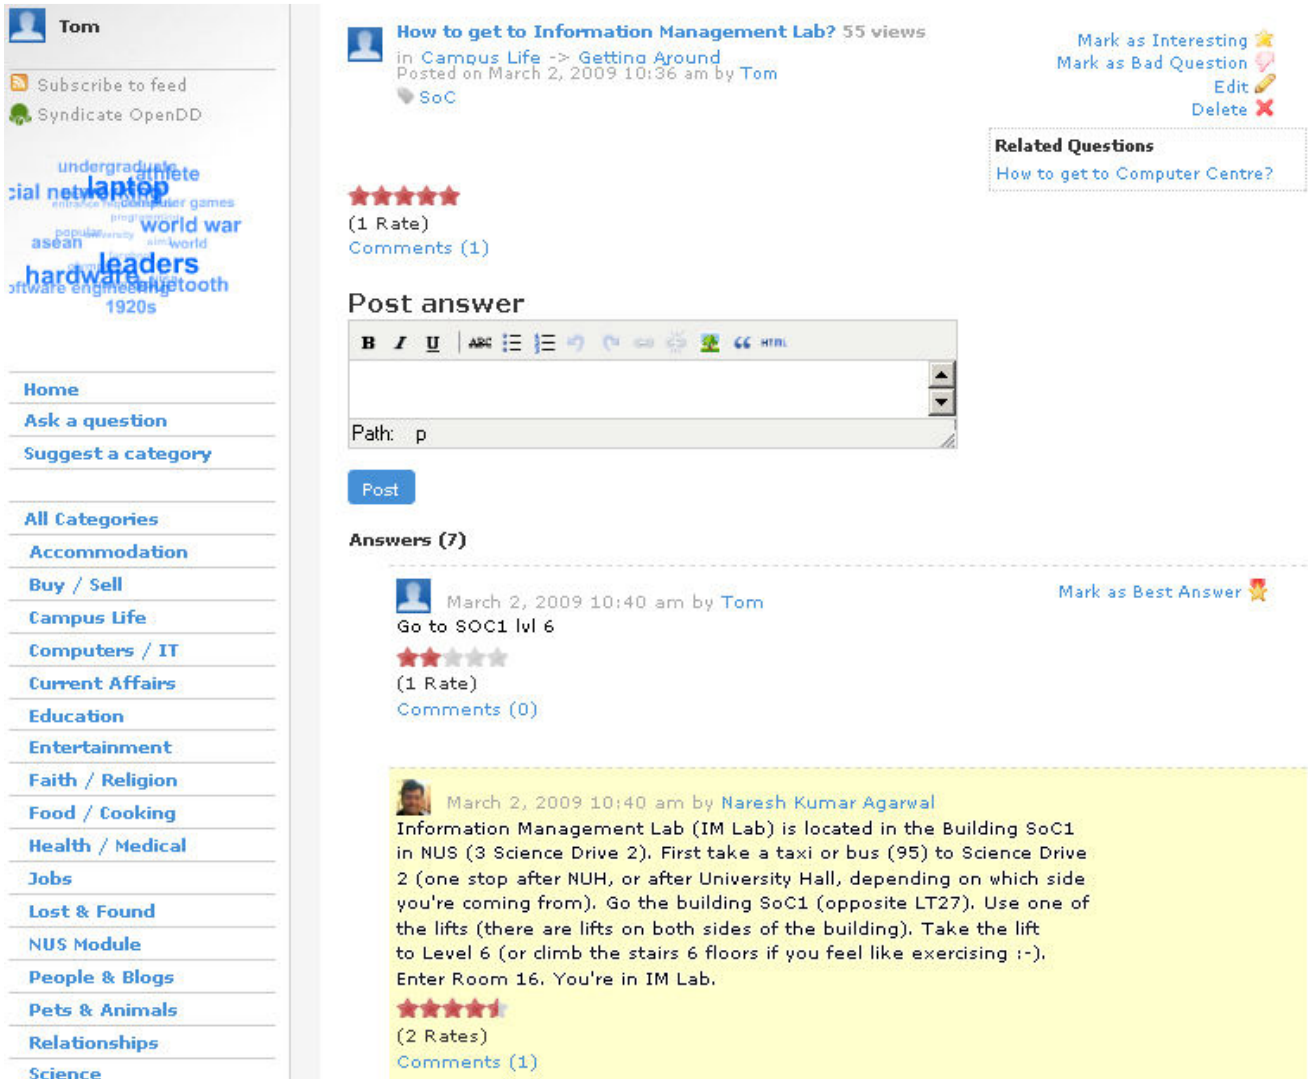 Tom
Subscribe to feed
Syndicate OpenDD
undergraduate
athlete
cial networking
laptop
computer games
programming
world war
popular
university
asean
world
leaders
hardware
bluetooth
oftware engineering
1920s
Home
Ask a question
Suggest a category
All Categories
Accommodation
Buy / Sell
Campus Life
Computers / IT
Current Affairs
Education
Entertainment
Faith / Religion
Food / Cooking
Health / Medical
Jobs
Lost & Found
NUS Module
People & Blogs
Pets & Animals
Relationships
Science
How to get to Information Management Lab? 55 views
in Campus Life -> Getting Around
Posted on March 2, 2009 10:36 am by Tom
SoC
Mark as Interesting
Mark as Bad Question
Edit
Delete
Related Questions
How to get to Computer Centre?
(1 Rate)
Comments (1)
Post answer
B I U ABC HTML
Path: p
Post
Answers (7)
March 2, 2009 10:40 am by Tom
Mark as Best Answer
Go to SOC1 lvl 6
(1 Rate)
Comments (0)
March 2, 2009 10:40 am by Naresh Kumar Agarwal
Information Management Lab (IM Lab) is located in the Building SoC1
in NUS (3 Science Drive 2). First take a taxi or bus (95) to Science Drive
2 (one stop after NUH, or after University Hall, depending on which side
you're coming from). Go the building SoC1 (opposite LT27). Use one of
the lifts (there are lifts on both sides of the building). Take the lift
to Level 6 (or climb the stairs 6 floors if you feel like exercising :-).
Enter Room 16. You're in IM Lab.
(2 Rates)
Comments (1)